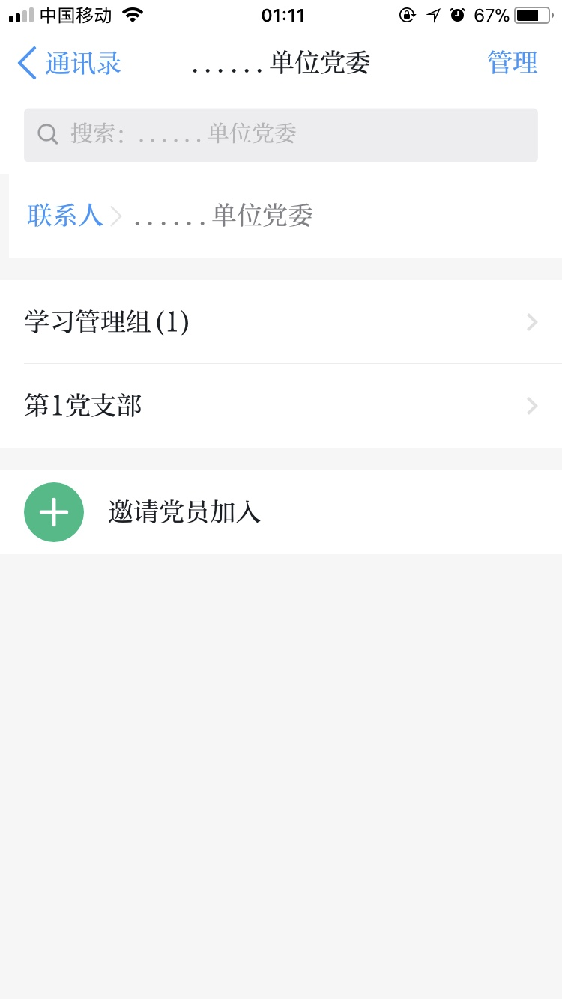 中国移动 01:11 67%
通讯录 ......单位党委 管理
搜索：......单位党委
联系人 ......单位党委
学习管理组(1)
第1党支部
邀请党员加入